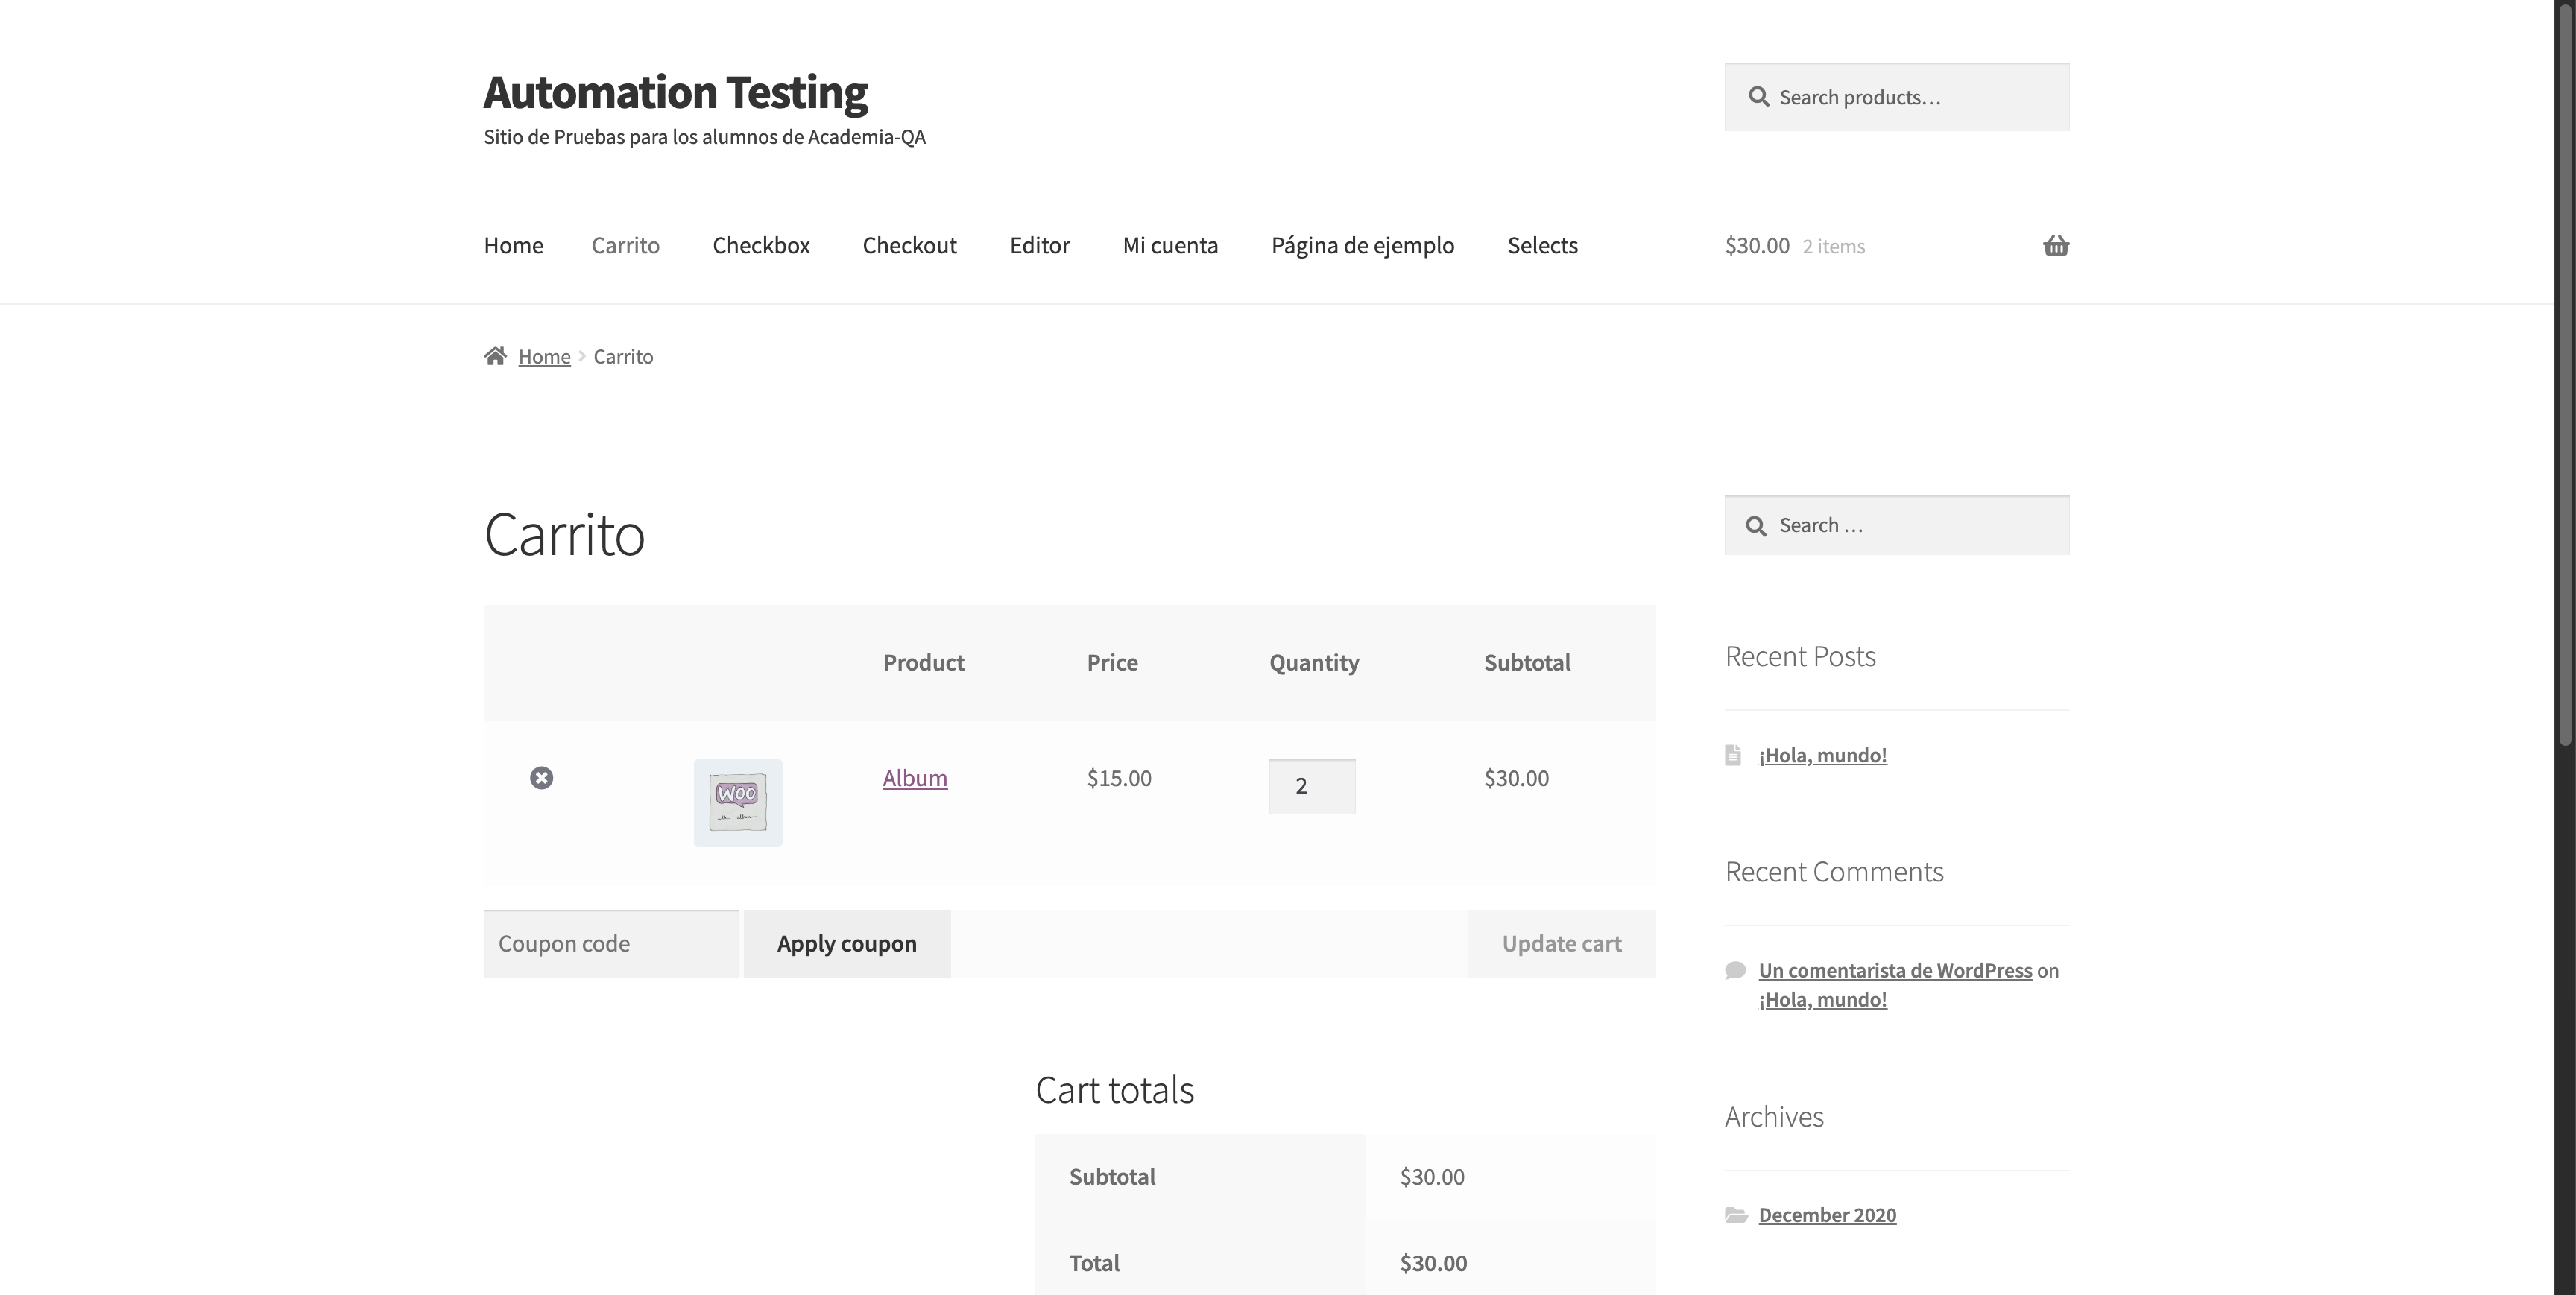 Automation Testing
Sitio de Pruebas para los alumnos de Academia-QA
Search products…
Home Carrito Checkbox Checkout Editor Mi cuenta Página de ejemplo Selects
$30.00 2 items
Home Carrito
Carrito
Product Price Quantity Subtotal
WOO
the album
Album $15.00 2 $30.00
Coupon code Apply coupon Update cart
Cart totals
Subtotal $30.00
Total $30.00
Search …
Recent Posts
¡Hola, mundo!
Recent Comments
Un comentarista de WordPress on
¡Hola, mundo!
Archives
December 2020